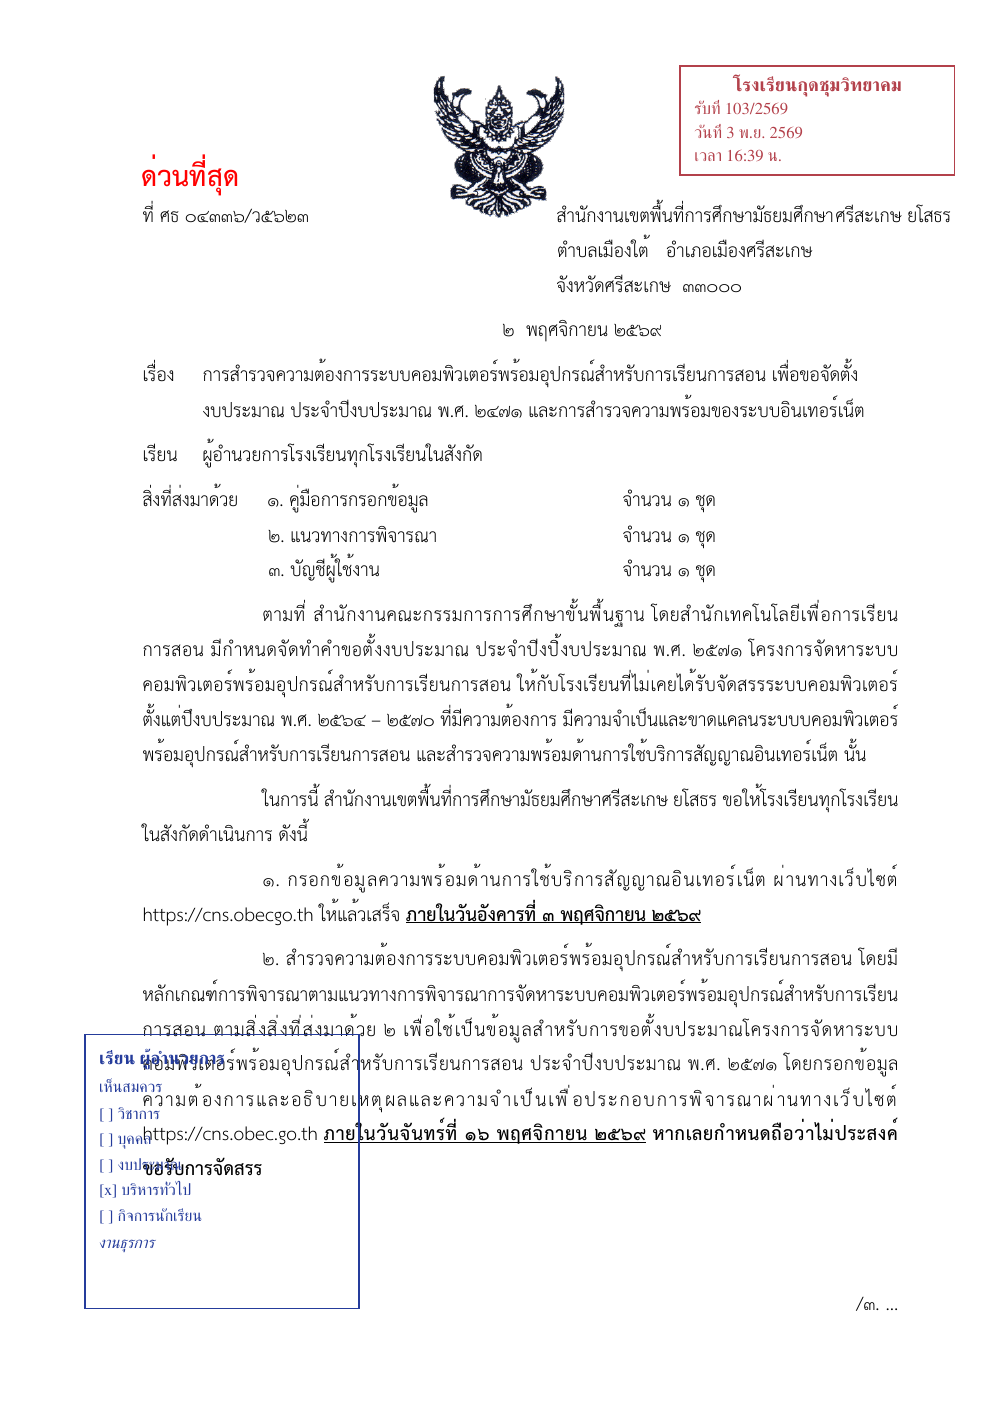 โรงเรียนกุดชุมวิทยาคม
รับที่ 103/2569
วันที่ 3 พ.ย. 2569
เวลา 16:39 น.
ด่วนที่สุด
ที่ ศธ ๐๔๓๓๖/ว๕๖๒๓
สำนักงานเขตพื้นที่การศึกษามัธยมศึกษาศรีสะเกษ ยโสธร
ตำบลเมืองใต้ อำเภอเมืองศรีสะเกษ
จังหวัดศรีสะเกษ ๓๓๐๐๐
๒ พฤศจิกายน ๒๕๖๙
เรื่อง การสำรวจความต้องการระบบคอมพิวเตอร์พร้อมอุปกรณ์สำหรับการเรียนการสอน เพื่อขอจัดตั้ง
งบประมาณ ประจำปีงบประมาณ พ.ศ. ๒๔๗๑ และการสำรวจความพร้อมของระบบอินเทอร์เน็ต
เรียน ผู้อำนวยการโรงเรียนทุกโรงเรียนในสังกัด
สิ่งที่ส่งมาด้วย ๑. คู่มือการกรอกข้อมูล จำนวน ๑ ชุด
๒. แนวทางการพิจารณา จำนวน ๑ ชุด
๓. บัญชีผู้ใช้งาน จำนวน ๑ ชุด
ตามที่ สำนักงานคณะกรรมการการศึกษาขั้นพื้นฐาน โดยสำนักเทคโนโลยีเพื่อการเรียน
การสอน มีกำหนดจัดทำคำขอตั้งงบประมาณ ประจำปีงปิ้งบประมาณ พ.ศ. ๒๕๗๑ โครงการจัดหาระบบ
คอมพิวเตอร์พร้อมอุปกรณ์สำหรับการเรียนการสอน ให้กับโรงเรียนที่ไม่เคยได้รับจัดสรรระบบคอมพิวเตอร์
ตั้งแต่ปีงบประมาณ พ.ศ. ๒๕๖๔ – ๒๕๗๐ ที่มีความต้องการ มีความจำเป็นและขาดแคลนระบบบคอมพิวเตอร์
พร้อมอุปกรณ์สำหรับการเรียนการสอน และสำรวจความพร้อมด้านการใช้บริการสัญญาณอินเทอร์เน็ต นั้น
ในการนี้ สำนักงานเขตพื้นที่การศึกษามัธยมศึกษาศรีสะเกษ ยโสธร ขอให้โรงเรียนทุกโรงเรียน
ในสังกัดดำเนินการ ดังนี้
๑. กรอกข้อมูลความพร้อมด้านการใช้บริการสัญญาณอินเทอร์เน็ต ผ่านทางเว็บไซต์
https://cns.obecgo.th ให้แล้วเสร็จ ภายในวันอังคารที่ ๓ พฤศจิกายน ๒๕๖๙
๒. สำรวจความต้องการระบบคอมพิวเตอร์พร้อมอุปกรณ์สำหรับการเรียนการสอน โดยมี
หลักเกณฑ์การพิจารณาตามแนวทางการพิจารณาการจัดหาระบบคอมพิวเตอร์พร้อมอุปกรณ์สำหรับการเรียน
การสอน ตามสิ่งสิ่งที่ส่งมาด้วย ๒ เพื่อใช้เป็นข้อมูลสำหรับการขอตั้งงบประมาณโครงการจัดหาระบบ
คอมพิวเตอร์พร้อมอุปกรณ์สำหรับการเรียนการสอน ประจำปีงบประมาณ พ.ศ. ๒๕๗๑ โดยกรอกข้อมูล
ความต้องการและอธิบายเหตุผลและความจำเป็นเพื่อประกอบการพิจารณาผ่านทางเว็บไซต์
https://cns.obec.go.th ภายในวันจันทร์ที่ ๑๖ พฤศจิกายน ๒๕๖๙ หากเลยกำหนดถือว่าไม่ประสงค์
ขอรับการจัดสรร
เรียน ผู้อำนวยการ
เห็นสมควร
[ ] วิชาการ
[ ] บุคคล
[ ] งบประมาณ
[x] บริหารทั่วไป
[ ] กิจการนักเรียน
งานธุรการ
/๓. ...